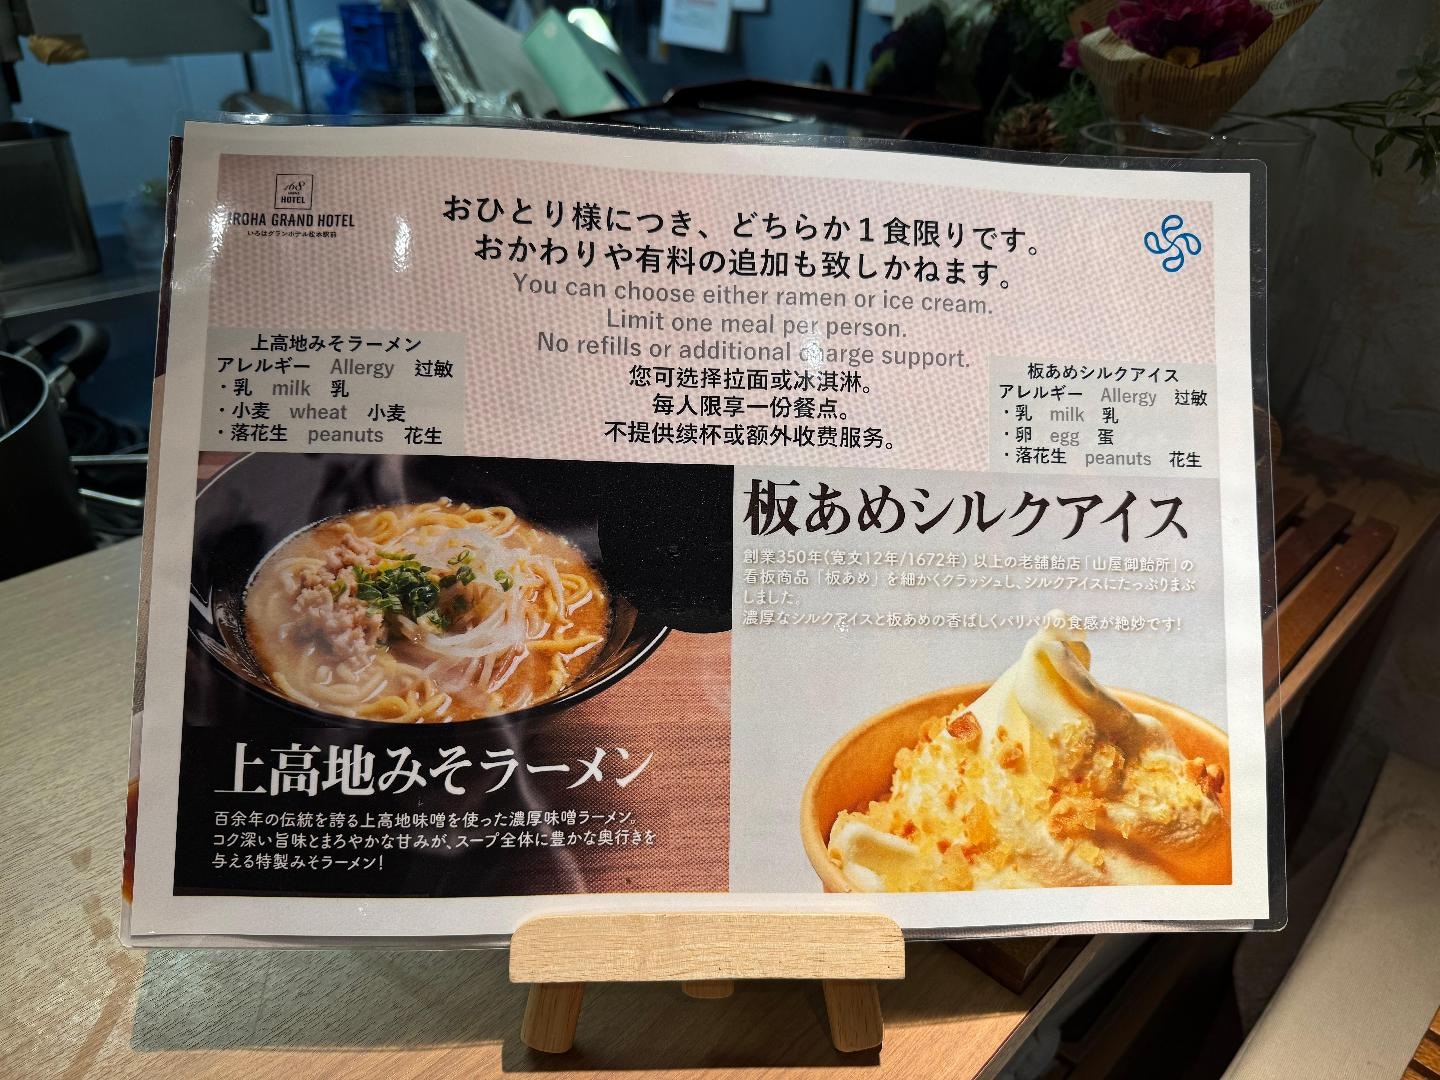 168
HOTEL
IROHA GRAND HOTEL
いろはグランホテル松本駅前
おひとり様につき、どちらか１食限りです。
おかわりや有料の追加も致しかねます。
You can choose either ramen or ice cream.
Limit one meal per person.
No refills or additional charge support.
您可选择拉面或冰淇淋。
每人限享一份餐点。
不提供续杯或额外收费服务。
上高地みそラーメン
アレルギー Allergy 过敏
・乳 milk 乳
・小麦 wheat 小麦
・落花生 peanuts 花生
板あめシルクアイス
アレルギー Allergy 过敏
・乳 milk 乳
・卵 egg 蛋
・落花生 peanuts 花生
上高地みそラーメン
百余年の伝統を誇る上高地味噌を使った濃厚味噌ラーメン。
コク深い旨味とまろやかな甘みが、スープ全体に豊かな奥行きを
与える特製みそラーメン！
板あめシルクアイス
創業350年（寛文12年/1672年）以上の老舗飴店「山屋御飴所」の
看板商品「板あめ」を細かくクラッシュし、シルクアイスにたっぷりまぶ
しました。
濃厚なシルクアイスと板あめの香ばしくパリパリの食感が絶妙です！